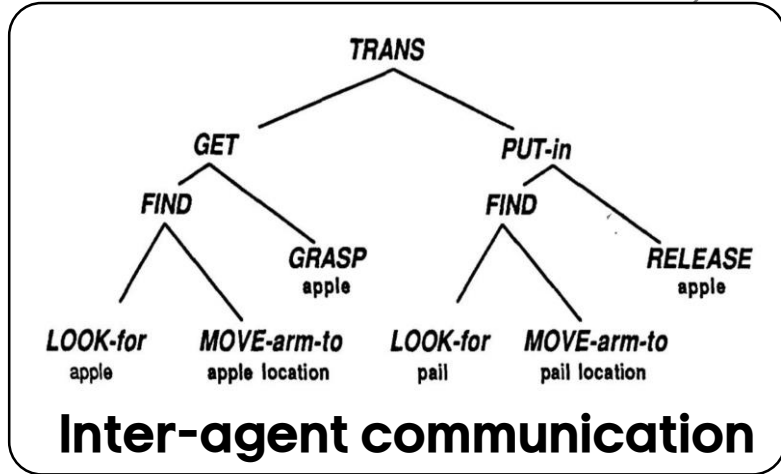 TRANS
GET
PUT-in
FIND
FIND
GRASP
apple
RELEASE
apple
LOOK-for
apple
MOVE-arm-to
apple location
LOOK-for
pail
MOVE-arm-to
pail location
Inter-agent communication